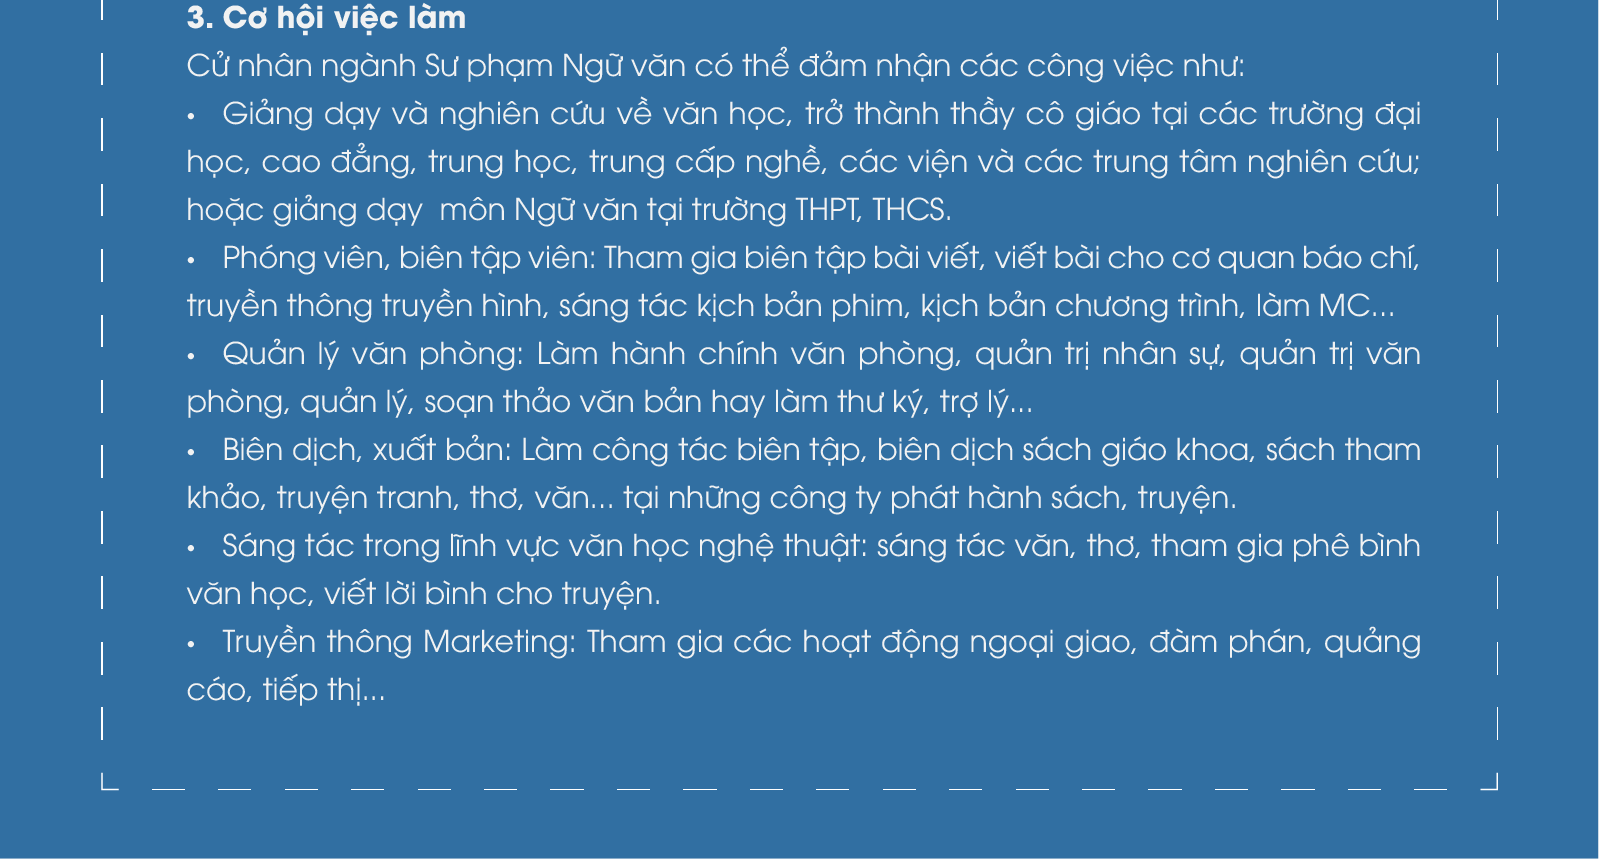 3. Cơ hội việc làm
Cử nhân ngành Sư phạm Ngữ văn có thể đảm nhận các công việc như:
• Giảng dạy và nghiên cứu về văn học, trở thành thầy cô giáo tại các trường đại
học, cao đẳng, trung học, trung cấp nghề, các viện và các trung tâm nghiên cứu;
hoặc giảng dạy  môn Ngữ văn tại trường THPT, THCS.
• Phóng viên, biên tập viên: Tham gia biên tập bài viết, viết bài cho cơ quan báo chí,
truyền thông truyền hình, sáng tác kịch bản phim, kịch bản chương trình, làm MC...
• Quản lý văn phòng: Làm hành chính văn phòng, quản trị nhân sự, quản trị văn
phòng, quản lý, soạn thảo văn bản hay làm thư ký, trợ lý...
• Biên dịch, xuất bản: Làm công tác biên tập, biên dịch sách giáo khoa, sách tham
khảo, truyện tranh, thơ, văn... tại những công ty phát hành sách, truyện.
• Sáng tác trong lĩnh vực văn học nghệ thuật: sáng tác văn, thơ, tham gia phê bình
văn học, viết lời bình cho truyện.
• Truyền thông Marketing: Tham gia các hoạt động ngoại giao, đàm phán, quảng
cáo, tiếp thị...